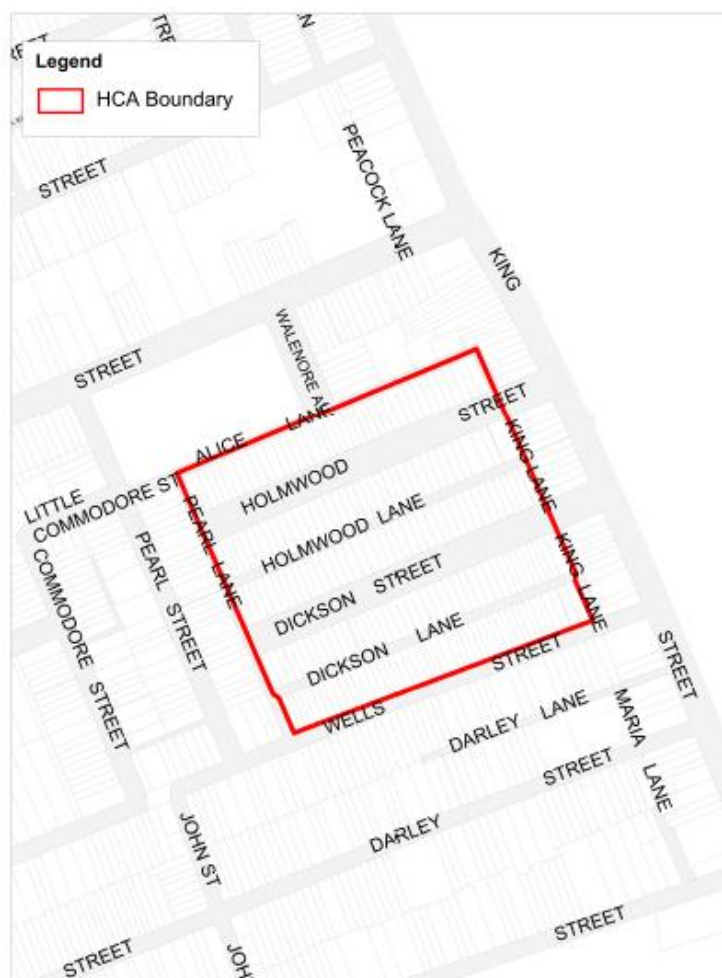 Legend
HCA Boundary
STREET
PEACOCK LANE
KING
STREET
WALENORE
STREET
ALICE LANE
STREET
LITTLE
COMMODORE ST
HOLMWOOD
KING LANE
PEARL LANE
HOLMWOOD LANE
PEARL STREET
COMMODORE STREET
DICKSON STREET
KING LANE
DICKSON LANE
STREET
WELLS
STREET
DARLEY LANE
MARIA LANE
STREET
JOHN ST
DARLEY
STREET
STREET